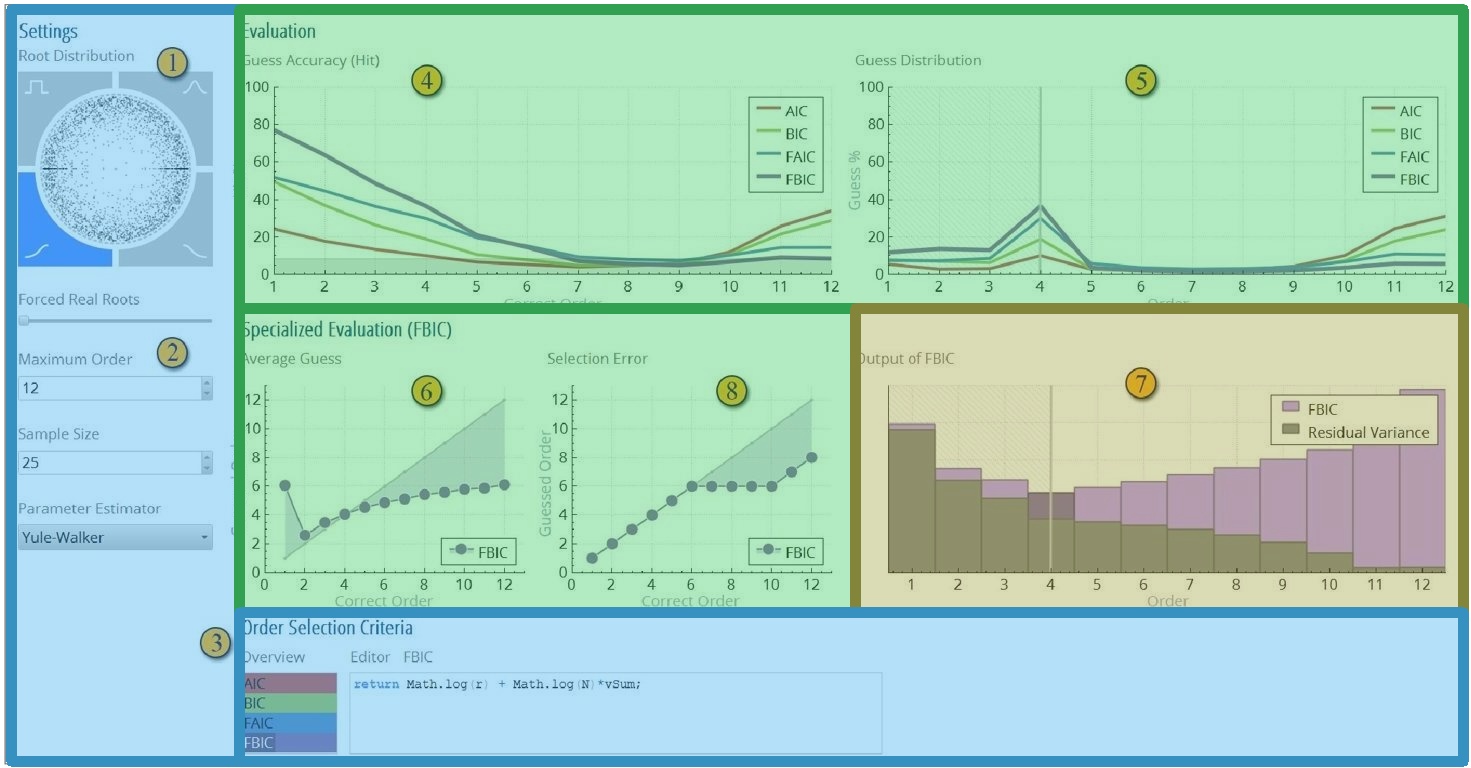 Settings
Root Distribution
1
Forced Real Roots
2
Maximum Order
12
Sample Size
25
Parameter Estimator
Yule-Walker
3
Evaluation
Guess Accuracy (Hit)
4
100
80
60
40
20
0
1 2 3 4 5 6 7 8 9 10 11 12
Correct Order
AIC
BIC
FAIC
FBIC
Guess Distribution
5
Guess %
100
80
60
40
20
0
1 2 3 4 5 6 7 8 9 10 11 12
Order
AIC
BIC
FAIC
FBIC
Specialized Evaluation (FBIC)
Average Guess
6
12
10
8
6
4
2
0
0 2 4 6 8 10 12
Correct Order
FBIC
Selection Error
8
Guessed Order
12
10
8
6
4
2
0
0 2 4 6 8 10 12
Correct Order
FBIC
Output of FBIC
7
FBIC
Residual Variance
1 2 3 4 5 6 7 8 9 10 11 12
Order
Order Selection Criteria
Overview Editor FBIC
AIC
BIC
FAIC
FBIC
return Math.log(r) + Math.log(N)*vSum;